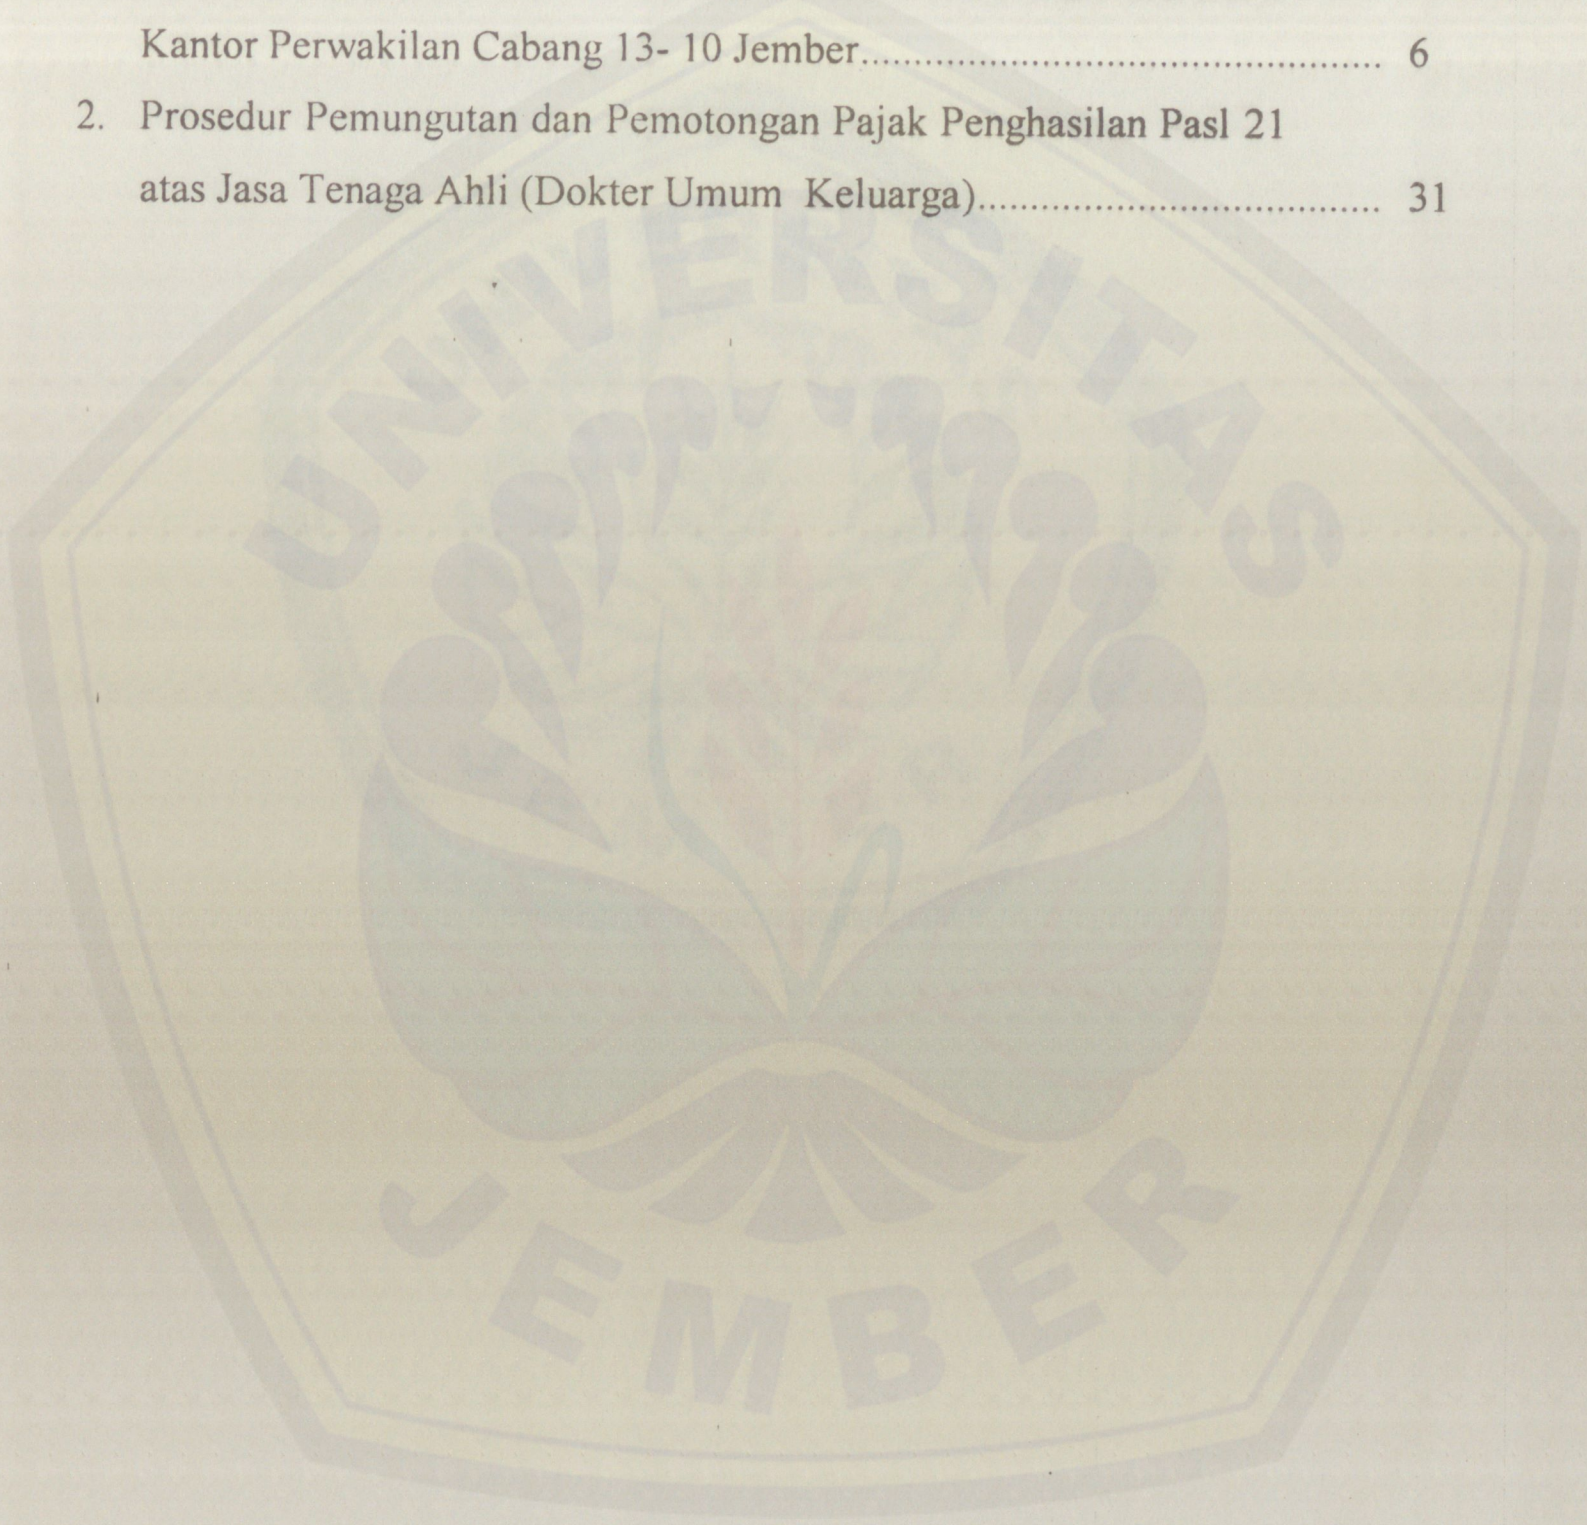 Kantor Perwakilan Cabang 13- 10 Jember.................................................. 6
2. Prosedur Pemungutan dan Pemotongan Pajak Penghasilan Pasl 21
atas Jasa Tenaga Ahli (Dokter Umum Keluarga)....................................... 31
UNIVERSITAS
JEMBER